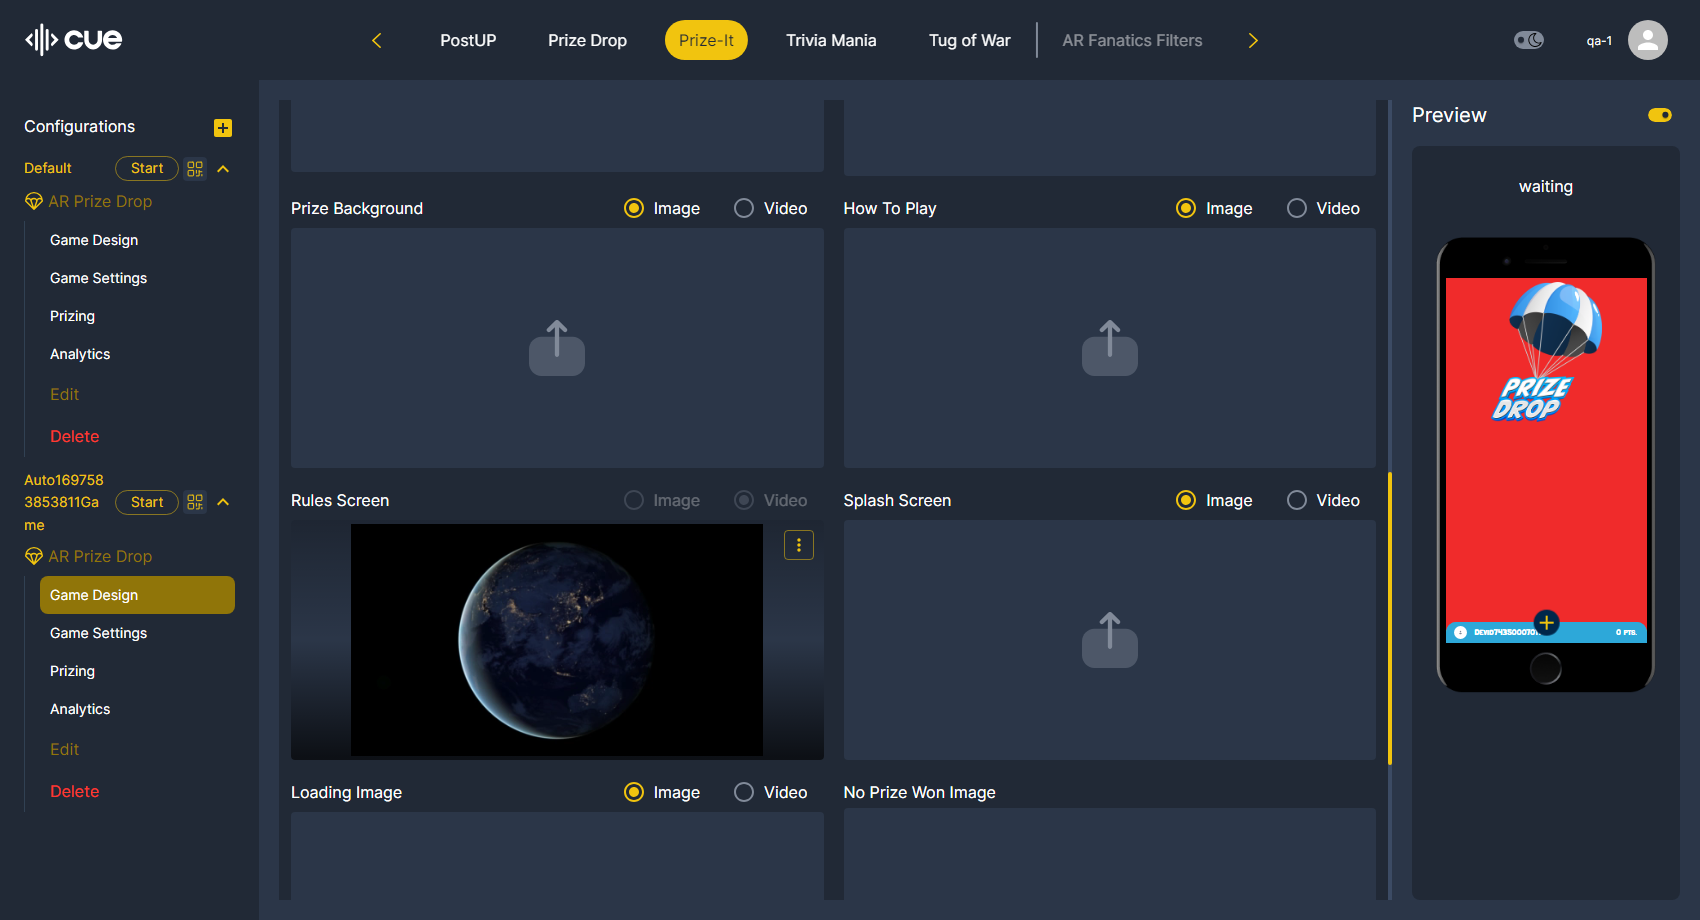 cue
PostUP
Prize Drop
Prize-It
Trivia Mania
Tug of War
AR Fanatics Filters
qa-1
Configurations
Default
Start
AR Prize Drop
Game Design
Game Settings
Prizing
Analytics
Edit
Delete
Auto169758
3853811Ga
me
Start
AR Prize Drop
Game Design
Game Settings
Prizing
Analytics
Edit
Delete
Prize Background
Image
Video
How To Play
Image
Video
Rules Screen
Image
Video
Splash Screen
Image
Video
Loading Image
Image
Video
No Prize Won Image
Preview
waiting
PRIZE
DROP
0 PTS.